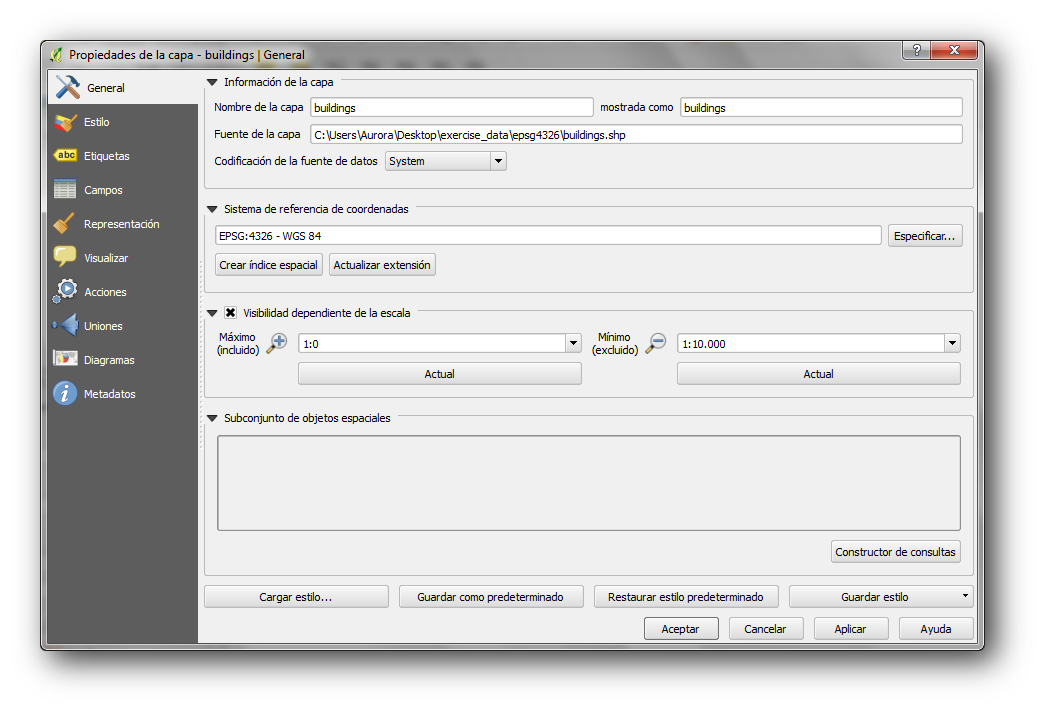 Propiedades de la capa - buildings | General
?
General
Estilo
abc Etiquetas
Campos
Representación
Visualizar
Acciones
Uniones
Diagramas
i Metadatos
Información de la capa
Nombre de la capa buildings mostrada como buildings
Fuente de la capa C:\Users\Aurora\Desktop\exercise_data\epsg4326\buildings.shp
Codificación de la fuente de datos System
Sistema de referencia de coordenadas
EPSG:4326 - WGS 84 Especificar...
Crear índice espacial Actualizar extensión
Visibilidad dependiente de la escala
Máximo
(incluido) 1:0
Mínimo
(excluido) 1:10.000
Actual Actual
Subconjunto de objetos espaciales
Constructor de consultas
Cargar estilo... Guardar como predeterminado Restaurar estilo predeterminado Guardar estilo
Aceptar Cancelar Aplicar Ayuda